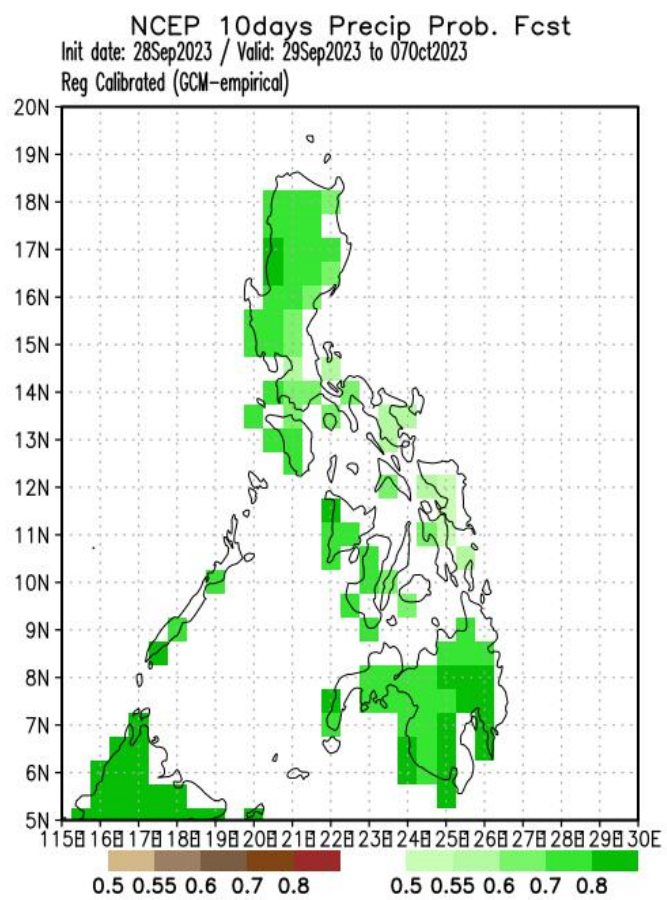 NCEP 10days Precip Prob. Fcst
Init date: 28Sep2023 / Valid: 29Sep2023 to 07Oct2023
Reg Calibrated (GCM-empirical)
20N
19N
18N
17N
16N
15N
14N
13N
12N
11N
10N
9N
8N
7N
6N
5N
115E 116E 117E 118E 119E 120E 121E 122E 123E 124E 125E 126E 127E 128E 129E 130E
0.5 0.55 0.6 0.7 0.8 0.5 0.55 0.6 0.7 0.8